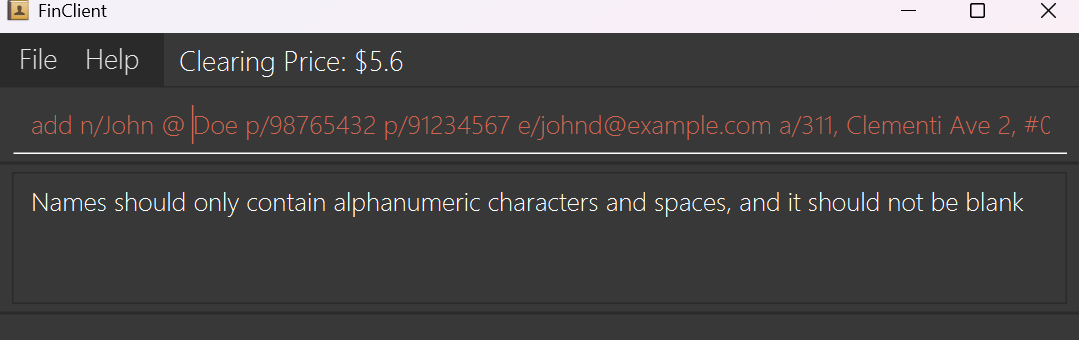 FinClient
File Help Clearing Price: $5.6
add n/John @ Doe p/98765432 p/91234567 e/johnd@example.com a/311, Clementi Ave 2, #0
Names should only contain alphanumeric characters and spaces, and it should not be blank